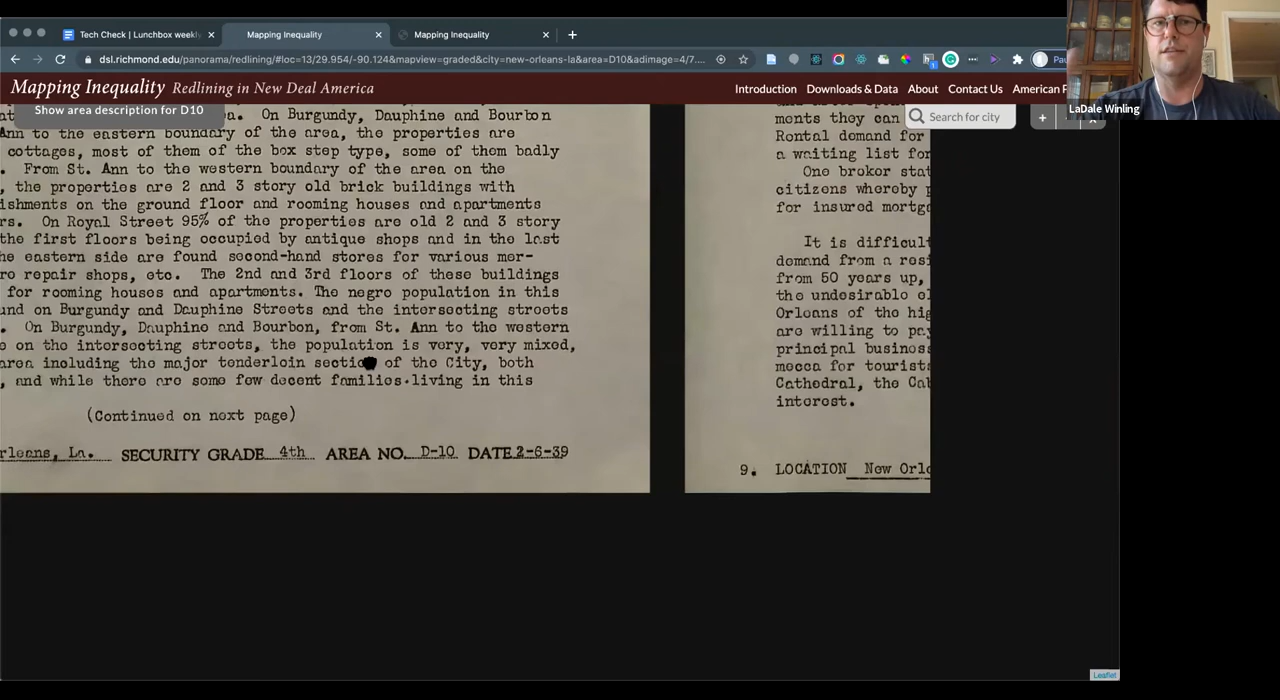 Tech Check | Lunchbox weekly
Mapping Inequality
Mapping Inequality
dsl.richmond.edu/panorama/redlining/#loc=13/29.954/-90.124&mapview=graded&city=new-orleans-la&area=D10&adimage=4/7....
Mapping Inequality Redlining in New Deal America
Introduction Downloads & Data About Contact Us American P
LaDale Winling
Show area description for D10
Search for city
a. On Burgundy, Dauphine and Bourbon
Ann to the eastern boundary of the area, the properties are
cottages, most of them of the box step type, some of them badly
. From St. Ann to the western boundary of the area on the
, the properties are 2 and 3 story old brick buildings with
ishments on the ground floor and rooming houses and apartments
rs. On Royal Street 95% of the properties are old 2 and 3 story
the first floors being occupied by antique shops and in the last
he eastern side are found second-hand stores for various mer-
re repair shops, etc. The 2nd and 3rd floors of these buildings
for rooming houses and apartments. The negro population in this
und on Burgundy and Dauphine Streets and the intersecting streets
. On Burgundy, Dauphine and Bourbon, from St. Ann to the western
e on the intersecting streets, the population is very, very mixed,
area including the major tenderloin sectio of the City, both
, and while there are some few decent families living in this
(Continued on next page)
rleans, La. SECURITY GRADE 4th AREA NO. D-10 DATE 2-6-39
ments they can
Rental demand for
a waiting list for
One broker stat
citizens whereby p
for insured mortga
It is difficult
demand from a resi
from 50 years up,
the undesirable el
Orleans of the hig
are willing to pay
principal business
mecca for tourists
Cathedral, the Cab
interest.
9. LOCATION New Orle
Leaflet